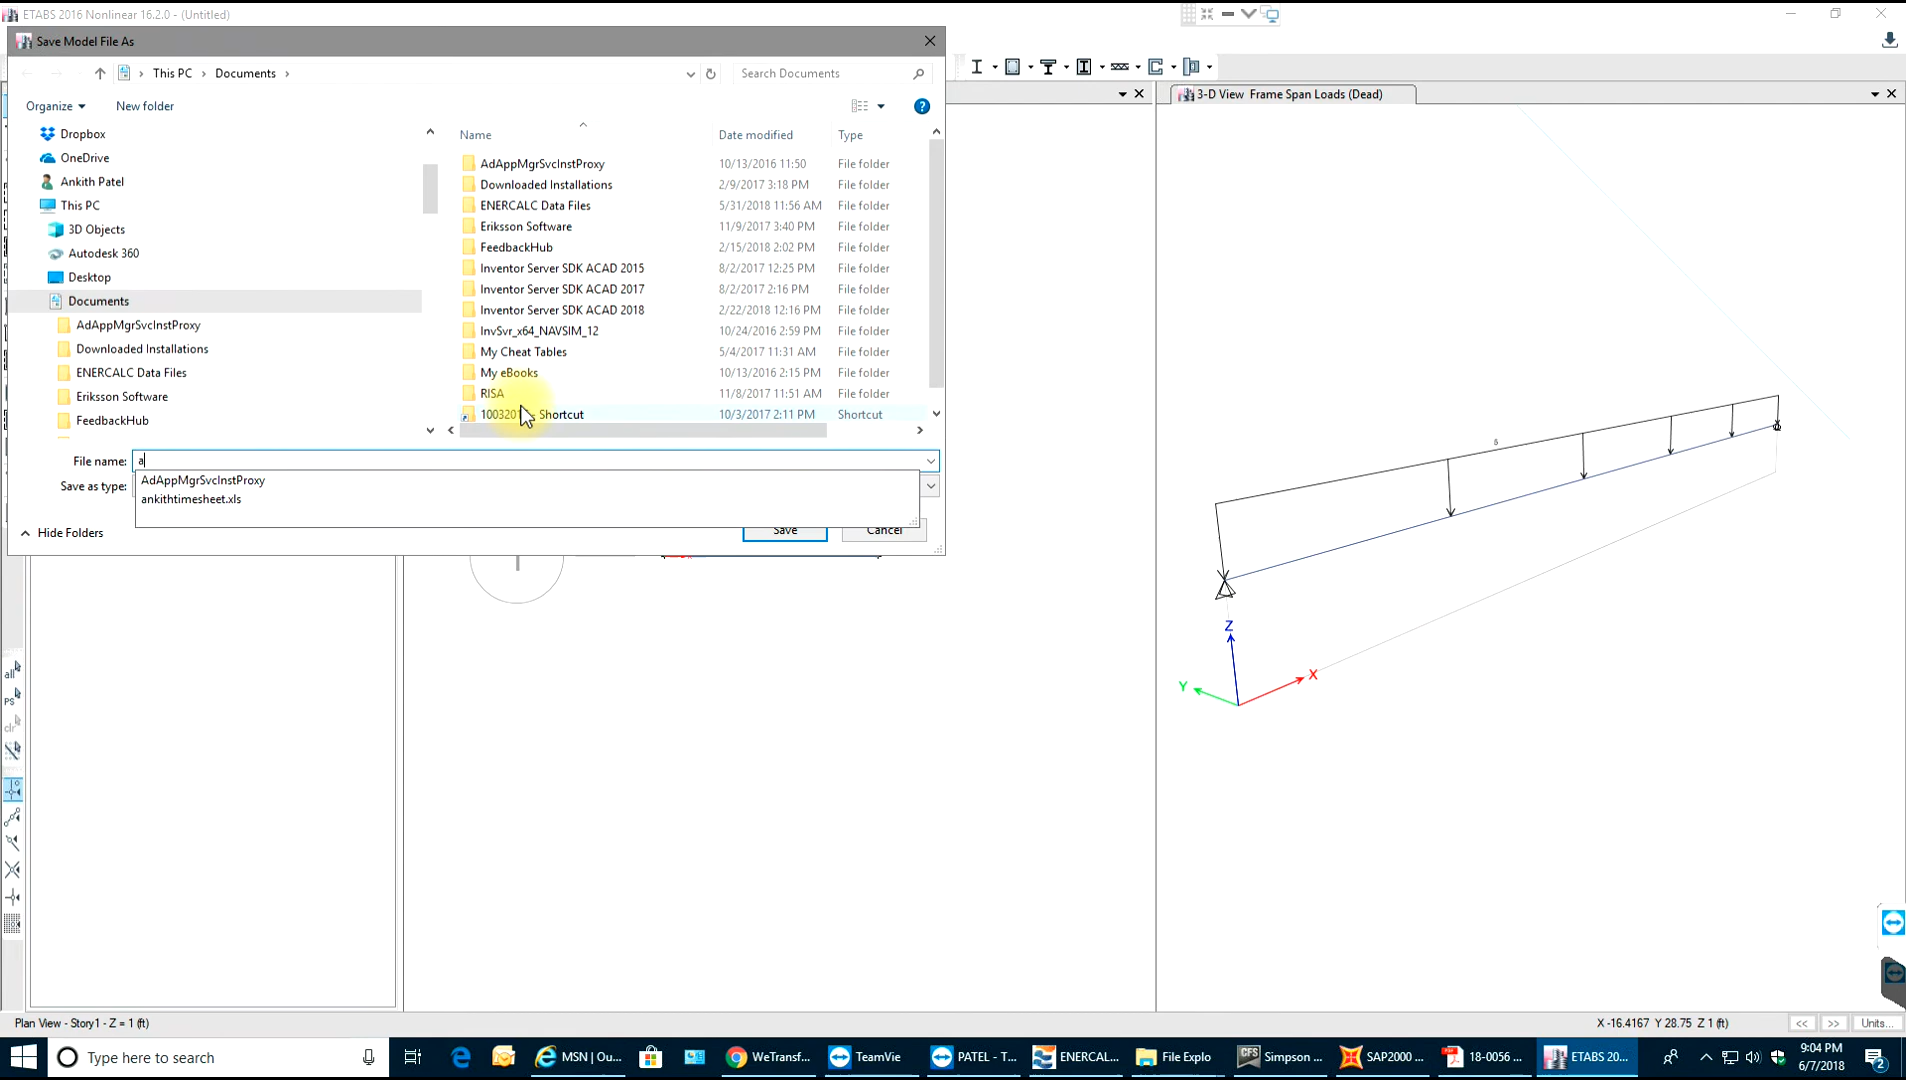 ETABS 2016 Nonlinear 16.2.0 - (Untitled)
Save Model File As
This PC > Documents >
Search Documents
Organize
New folder
Dropbox
OneDrive
Ankith Patel
This PC
3D Objects
Autodesk 360
Desktop
Documents
AdAppMgrSvcInstProxy
Downloaded Installations
ENERCALC Data Files
Eriksson Software
FeedbackHub
Name Date modified Type
AdAppMgrSvcInstProxy 10/13/2016 11:50 File folder
Downloaded Installations 2/9/2017 3:18 PM File folder
ENERCALC Data Files 5/31/2018 11:56 AM File folder
Eriksson Software 11/9/2017 3:40 PM File folder
FeedbackHub 2/15/2018 2:02 PM File folder
Inventor Server SDK ACAD 2015 8/2/2017 12:25 PM File folder
Inventor Server SDK ACAD 2017 8/2/2017 2:16 PM File folder
Inventor Server SDK ACAD 2018 2/22/2018 12:16 PM File folder
InvSvr_x64_NAVSIM_12 10/24/2016 2:59 PM File folder
My Cheat Tables 5/4/2017 11:31 AM File folder
My eBooks 10/13/2016 2:15 PM File folder
RISA 11/8/2017 11:51 AM File folder
- Shortcut 10/3/2017 2:11 PM Shortcut
File name: a
AdAppMgrSvcInstProxy
ankithtimesheet.xls
Save as type:
Hide Folders
Save
Cancel
3-D View Frame Span Loads (Dead)
5
Z
Y
X
all
PS
clr
Plan View - Story1 - Z = 1 (ft)
X -16.4167 Y 28.75 Z 1 (ft)
<<
>>
Units...
Type here to search
MSN | Ou...
WeTransf...
TeamVie
PATEL - T...
ENERCAL...
File Explo
Simpson ...
SAP2000 ...
18-0056 ...
ETABS 20...
9:04 PM
6/7/2018
2